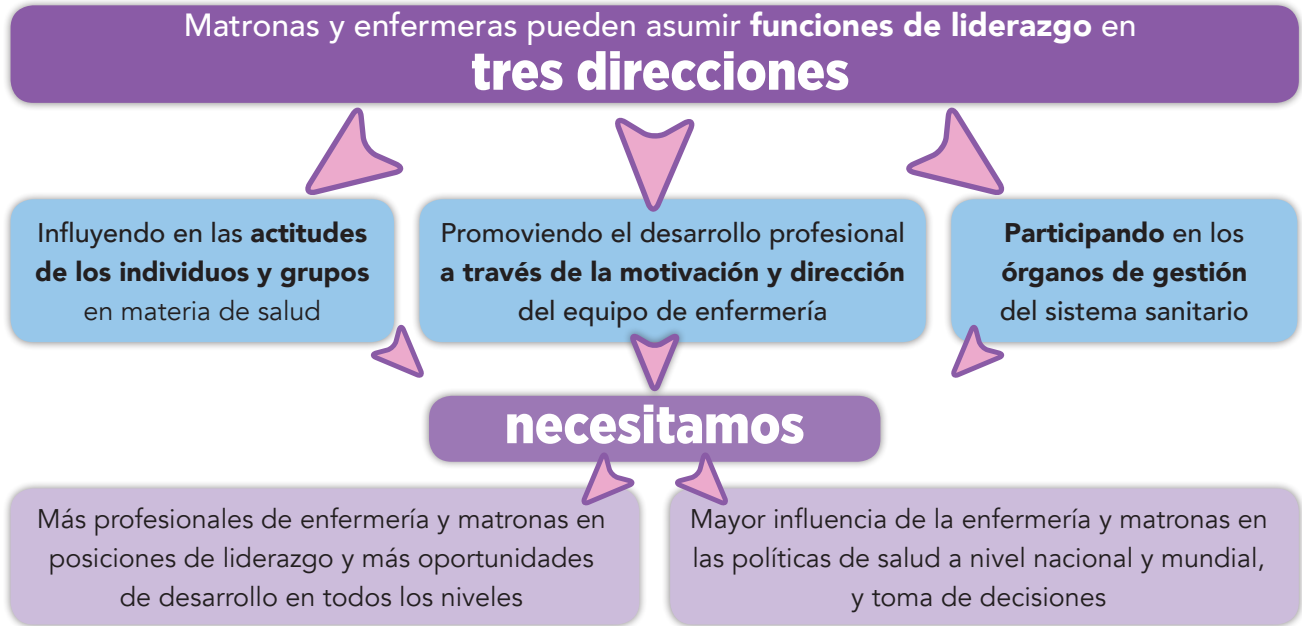 Matronas y enfermeras pueden asumir funciones de liderazgo en
tres direcciones
Influyendo en las actitudes
de los individuos y grupos
en materia de salud
Promoviendo el desarrollo profesional
a través de la motivación y dirección
del equipo de enfermería
Participando en los
órganos de gestión
del sistema sanitario
necesitamos
Más profesionales de enfermería y matronas en
posiciones de liderazgo y más oportunidades
de desarrollo en todos los niveles
Mayor influencia de la enfermería y matronas en
las políticas de salud a nivel nacional y mundial,
y toma de decisiones